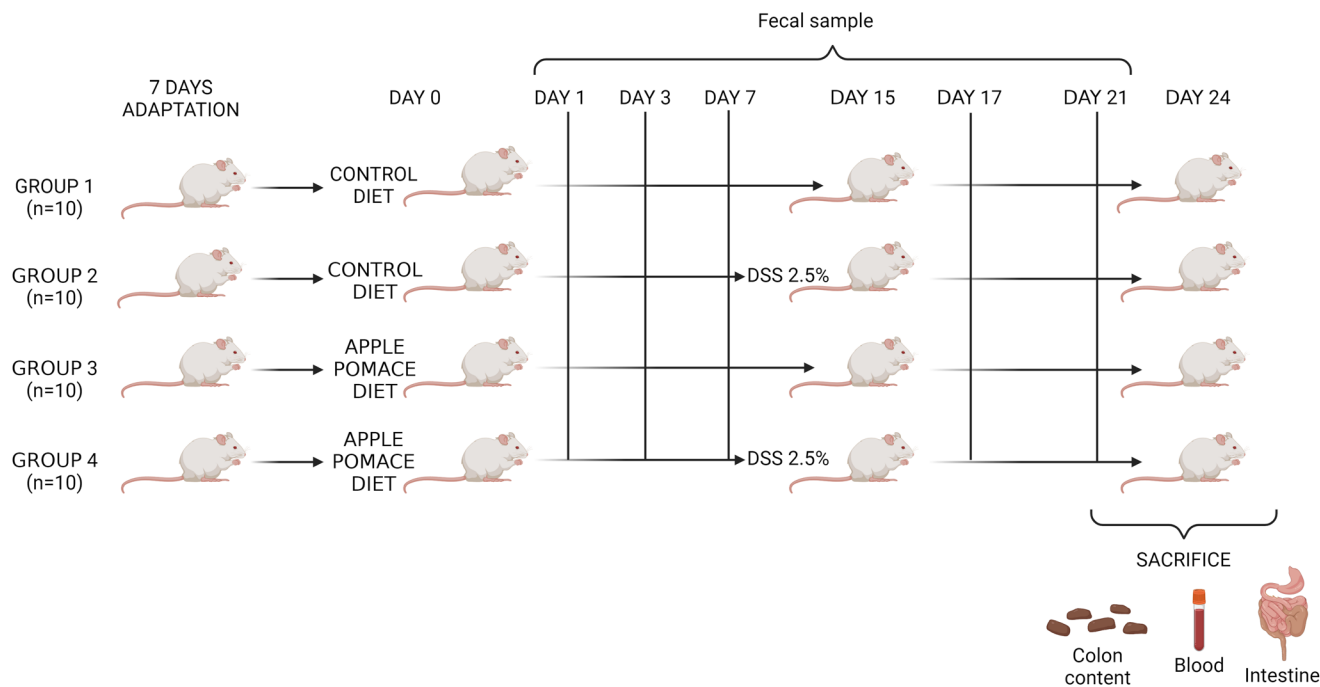 Fecal sample
7 DAYS
ADAPTATION
DAY 0
DAY 1
DAY 3
DAY 7
DAY 15
DAY 17
DAY 21
DAY 24
GROUP 1
(n=10)
CONTROL
DIET
GROUP 2
(n=10)
CONTROL
DIET
DSS 2.5%
GROUP 3
(n=10)
APPLE
POMACE
DIET
GROUP 4
(n=10)
APPLE
POMACE
DIET
DSS 2.5%
SACRIFICE
Colon
content
Blood
Intestine